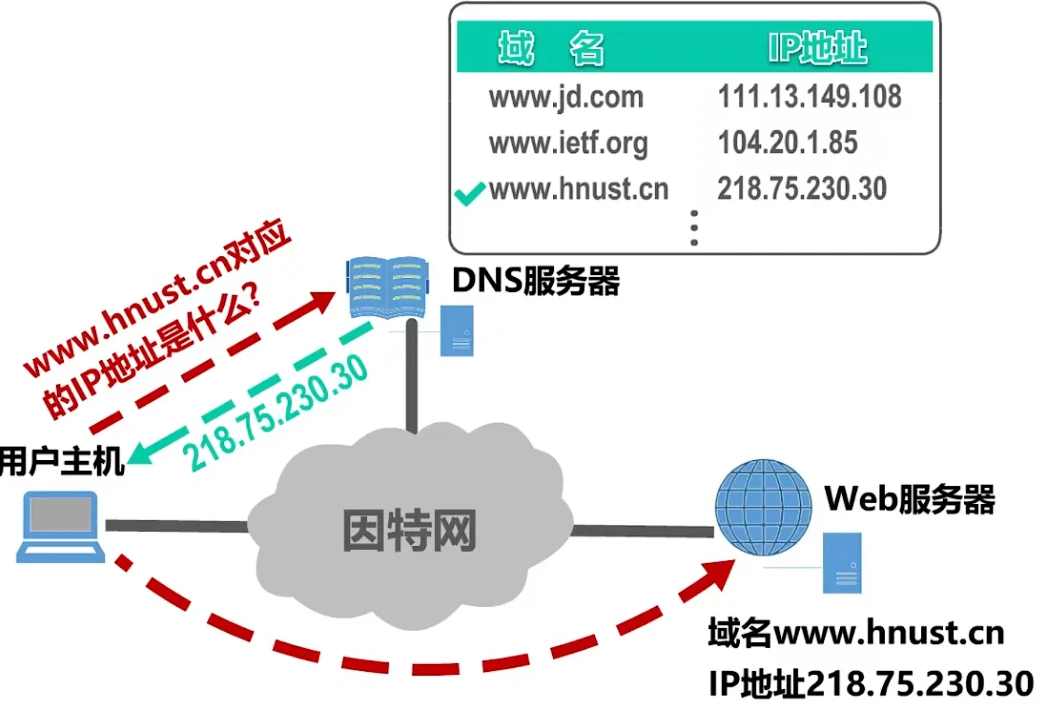 域 名 IP地址
www.jd.com 111.13.149.108
www.ietf.org 104.20.1.85
www.hnust.cn 218.75.230.30
www.hnust.cn对应
的IP地址是什么?
DNS服务器
218.75.230.30
用户主机
因特网
Web服务器
域名www.hnust.cn
IP地址218.75.230.30